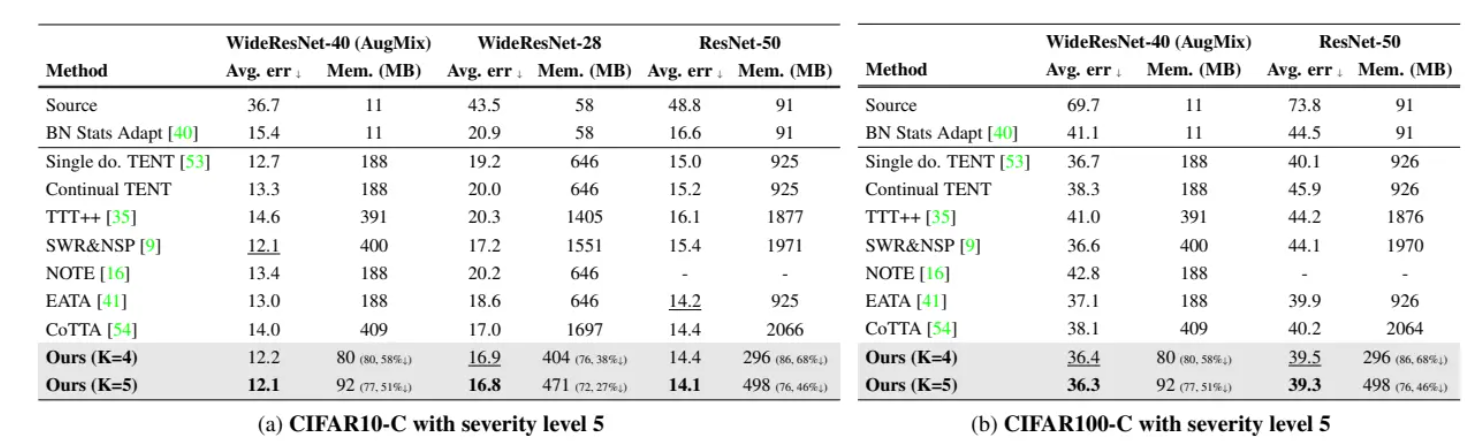 WideResNet-40 (AugMix) WideResNet-28 ResNet-50
Method Avg. err ↓ Mem. (MB) Avg. err ↓ Mem. (MB) Avg. err ↓ Mem. (MB)
Source 36.7 11 43.5 58 48.8 91
BN Stats Adapt [40] 15.4 11 20.9 58 16.6 91
Single do. TENT [53] 12.7 188 19.2 646 15.0 925
Continual TENT 13.3 188 20.0 646 15.2 925
TTT++ [35] 14.6 391 20.3 1405 16.1 1877
SWR&NSP [9] 12.1 400 17.2 1551 15.4 1971
NOTE [16] 13.4 188 20.2 646 - -
EATA [41] 13.0 188 18.6 646 14.2 925
CoTTA [54] 14.0 409 17.0 1697 14.4 2066
Ours (K=4) 12.2 80 (80, 58%↓) 16.9 404 (76, 38%↓) 14.4 296 (86, 68%↓)
Ours (K=5) 12.1 92 (77, 51%↓) 16.8 471 (72, 27%↓) 14.1 498 (76, 46%↓)
(a) CIFAR10-C with severity level 5
WideResNet-40 (AugMix) ResNet-50
Method Avg. err ↓ Mem. (MB) Avg. err ↓ Mem. (MB)
Source 69.7 11 73.8 91
BN Stats Adapt [40] 41.1 11 44.5 91
Single do. TENT [53] 36.7 188 40.1 926
Continual TENT 38.3 188 45.9 926
TTT++ [35] 41.0 391 44.2 1876
SWR&NSP [9] 36.6 400 44.1 1970
NOTE [16] 42.8 188 - -
EATA [41] 37.1 188 39.9 926
CoTTA [54] 38.1 409 40.2 2064
Ours (K=4) 36.4 80 (80, 58%↓) 39.5 296 (86, 68%↓)
Ours (K=5) 36.3 92 (77, 51%↓) 39.3 498 (76, 46%↓)
(b) CIFAR100-C with severity level 5